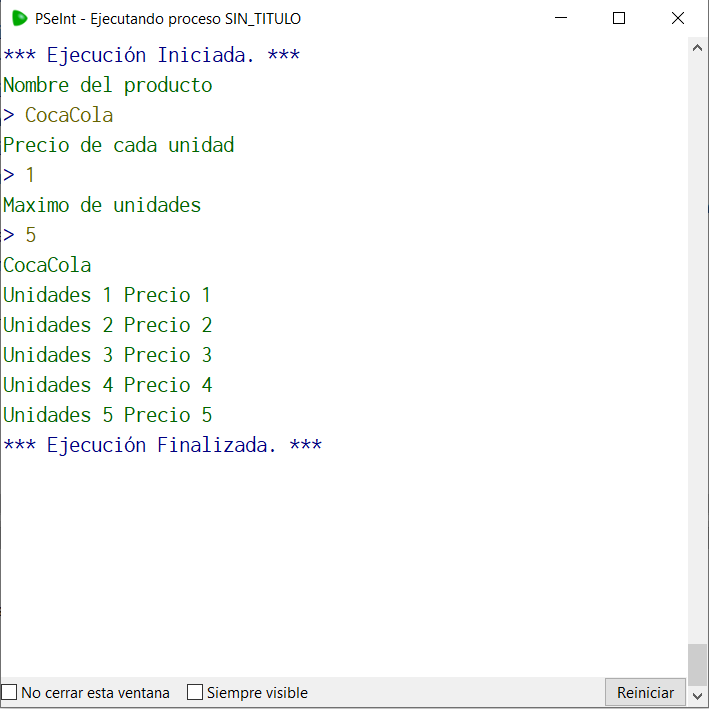 PSeInt - Ejecutando proceso SIN_TITULO
*** Ejecución Iniciada. ***
Nombre del producto
> CocaCola
Precio de cada unidad
> 1
Maximo de unidades
> 5
CocaCola
Unidades 1 Precio 1
Unidades 2 Precio 2
Unidades 3 Precio 3
Unidades 4 Precio 4
Unidades 5 Precio 5
*** Ejecución Finalizada. ***
No cerrar esta ventana Siempre visible Reiniciar